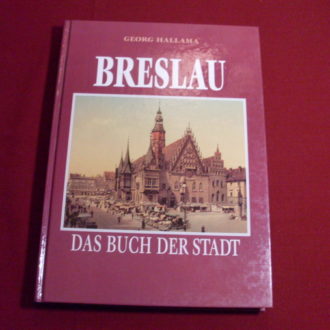 GEORG HALLAMA
BRESLAU
DAS BUCH DER STADT